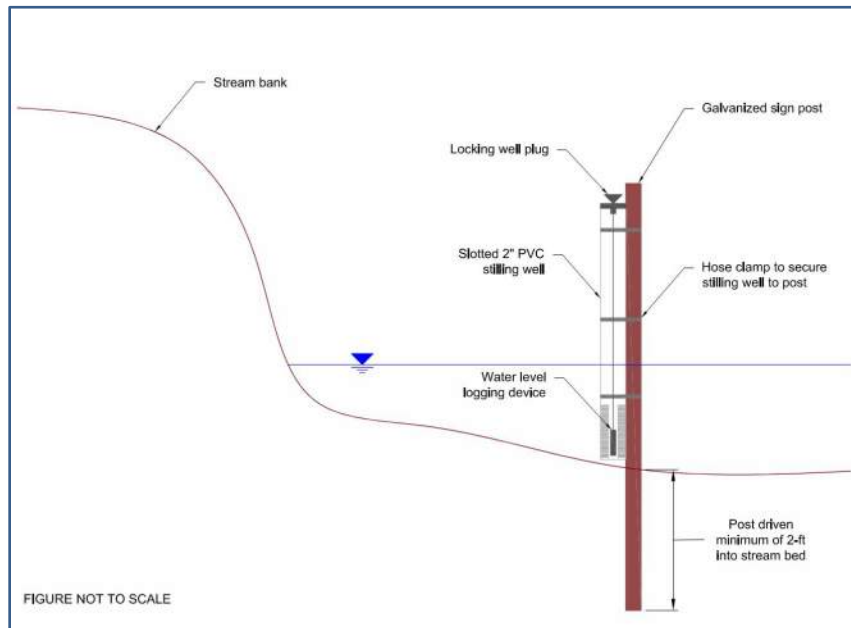 Stream bank
Galvanized sign post
Locking well plug
Slotted 2" PVC
stilling well
Hose clamp to secure
stilling well to post
Water level
logging device
Post driven
minimum of 2-ft
into stream bed
FIGURE NOT TO SCALE